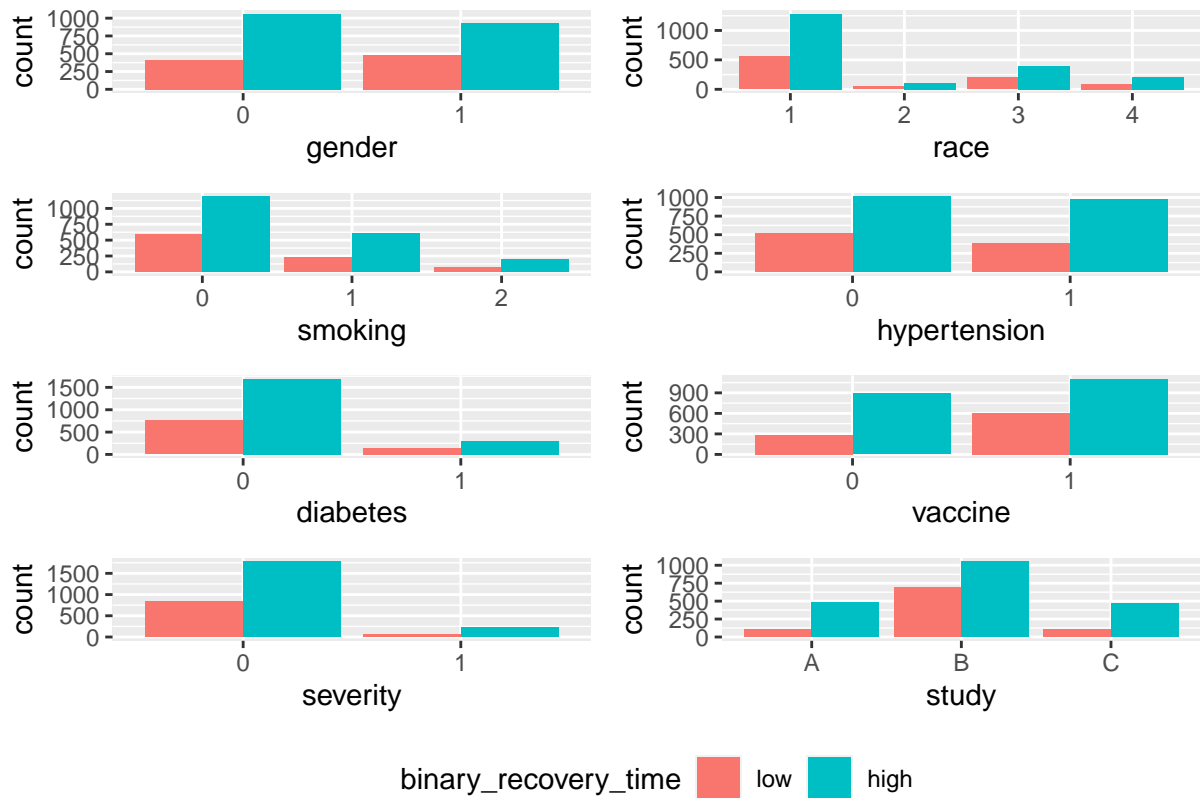 count
1000
750
500
250
0
0 1
gender
count
1000
500
0
1 2 3 4
race
count
1000
750
500
250
0
0 1 2
smoking
count
1000
750
500
250
0
0 1
hypertension
count
1500
1000
500
0
0 1
diabetes
count
900
600
300
0
0 1
vaccine
count
1500
1000
500
0
0 1
severity
count
1000
750
500
250
0
A B C
study
binary_recovery_time low high